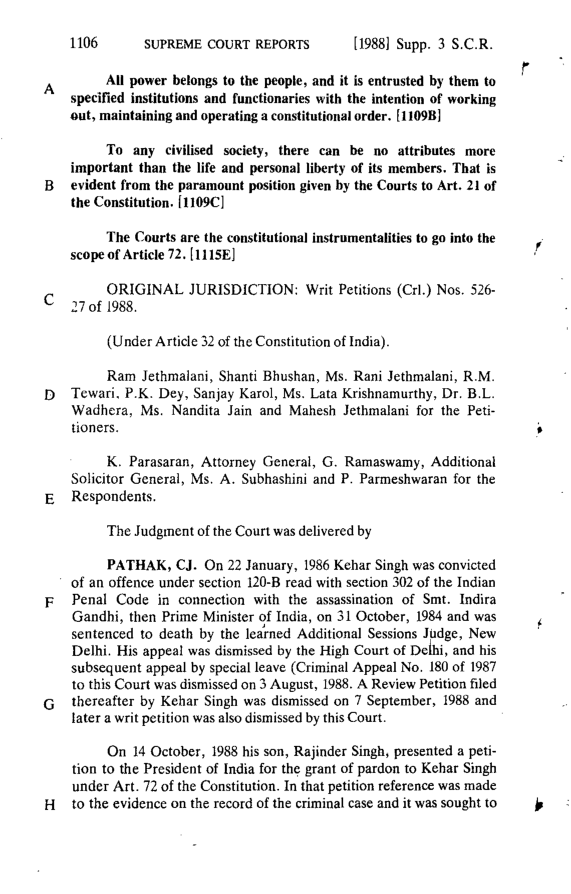 1106 SUPREME COURT REPORTS [1988] Supp. 3 S.C.R.
All power belongs to the people, and it is entrusted by them to
A specified institutions and functionaries with the intention of working
out, maintaining and operating a constitutional order. [1109B]
To any civilised society, there can be no attributes more
important than the life and personal liberty of its members. That is
B evident from the paramount position given by the Courts to Art. 21 of
the Constitution. [1109C]
The Courts are the constitutional instrumentalities to go into the
scope of Article 72. [1115E]
ORIGINAL JURISDICTION: Writ Petitions (Crl.) Nos. 526-
C 27 of 1988.
(Under Article 32 of the Constitution of India).
Ram Jethmalani, Shanti Bhushan, Ms. Rani Jethmalani, R.M.
D Tewari, P.K. Dey, Sanjay Karol, Ms. Lata Krishnamurthy, Dr. B.L.
Wadhera, Ms. Nandita Jain and Mahesh Jethmalani for the Peti-
tioners.
K. Parasaran, Attorney General, G. Ramaswamy, Additional
Solicitor General, Ms. A. Subhashini and P. Parmeshwaran for the
E Respondents.
The Judgment of the Court was delivered by
PATHAK, CJ. On 22 January, 1986 Kehar Singh was convicted
of an offence under section 120-B read with section 302 of the Indian
F Penal Code in connection with the assassination of Smt. Indira
Gandhi, then Prime Minister of India, on 31 October, 1984 and was
sentenced to death by the learned Additional Sessions Judge, New
Delhi. His appeal was dismissed by the High Court of Delhi, and his
subsequent appeal by special leave (Criminal Appeal No. 180 of 1987
to this Court was dismissed on 3 August, 1988. A Review Petition filed
G thereafter by Kehar Singh was dismissed on 7 September, 1988 and
later a writ petition was also dismissed by this Court.
On 14 October, 1988 his son, Rajinder Singh, presented a peti-
tion to the President of India for the grant of pardon to Kehar Singh
under Art. 72 of the Constitution. In that petition reference was made
H to the evidence on the record of the criminal case and it was sought to